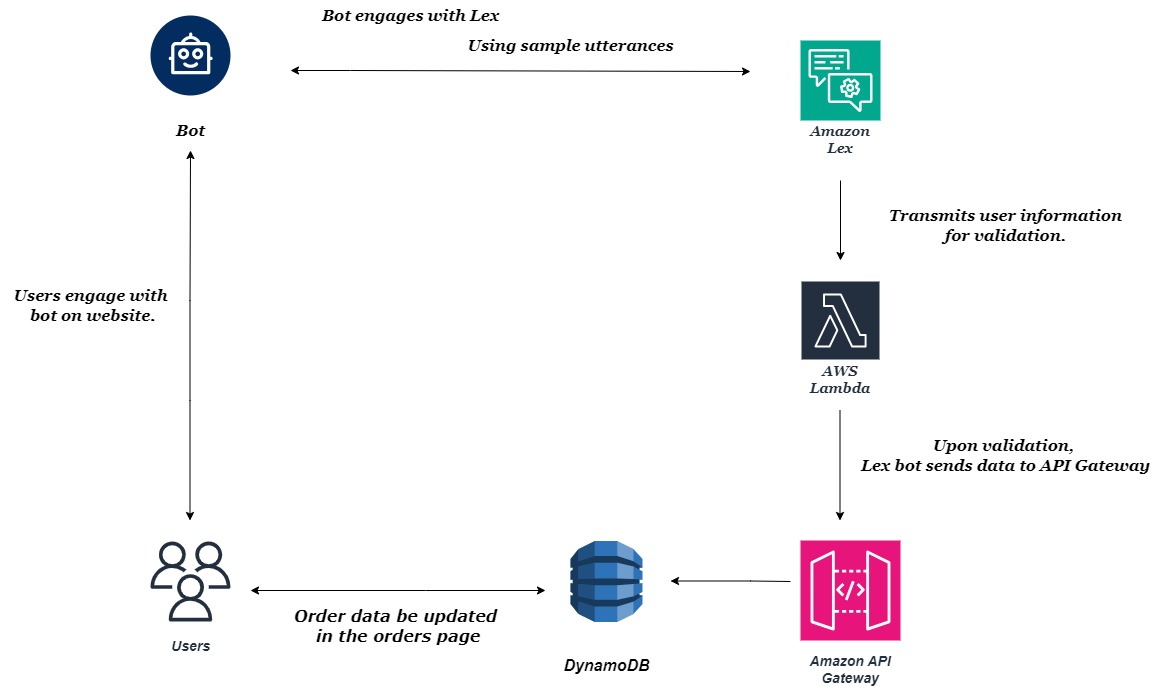 Bot engages with Lex
Using sample utterances
Bot
Amazon
Lex
Transmits user information
for validation.
Users engage with
bot on website.
AWS
Lambda
Upon validation,
Lex bot sends data to API Gateway
Order data be updated
in the orders page
Users
DynamoDB
Amazon API
Gateway